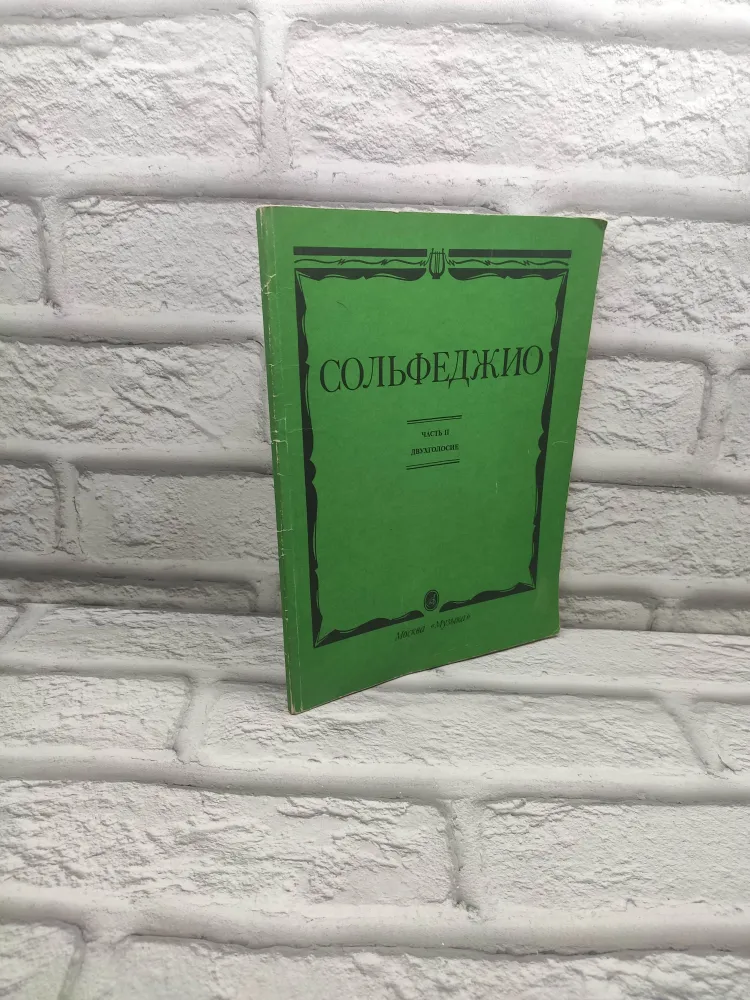 СОЛЬФЕДЖИО
ЧАСТЬ II
ДВУХГОЛОСИЕ
Москва «Музыка»